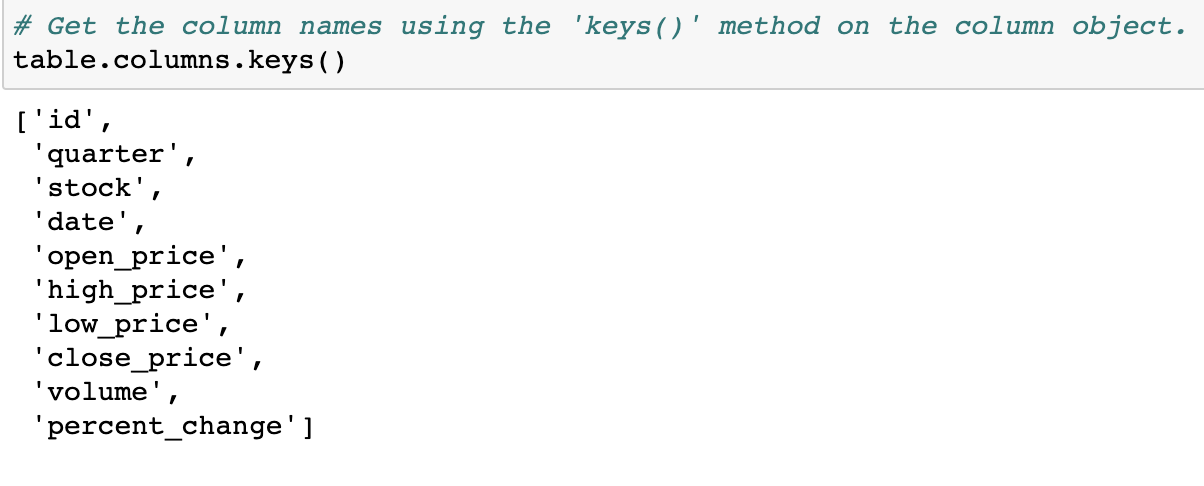 # Get the column names using the 'keys()' method on the column object.
table.columns.keys()
['id',
 'quarter',
 'stock',
 'date',
 'open_price',
 'high_price',
 'low_price',
 'close_price',
 'volume',
 'percent_change']